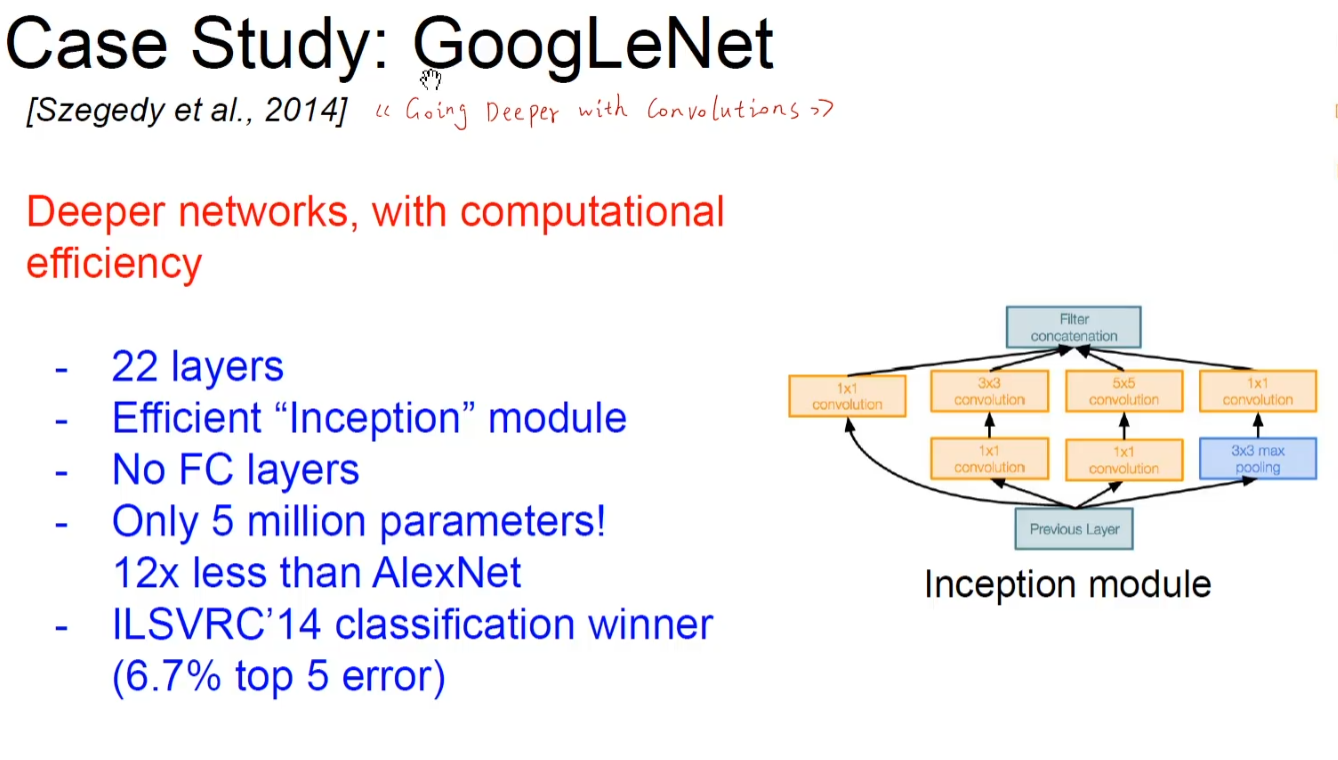 Case Study: GoogLeNet
[Szegedy et al., 2014] << Going Deeper with Convolutions >>
Deeper networks, with computational
efficiency
- 22 layers
- Efficient “Inception” module
- No FC layers
- Only 5 million parameters!
12x less than AlexNet
- ILSVRC’14 classification winner
(6.7% top 5 error)
Filter
concatenation
1x1
convolution
3x3
convolution
5x5
convolution
1x1
convolution
1x1
convolution
1x1
convolution
3x3 max
pooling
Previous Layer
Inception module